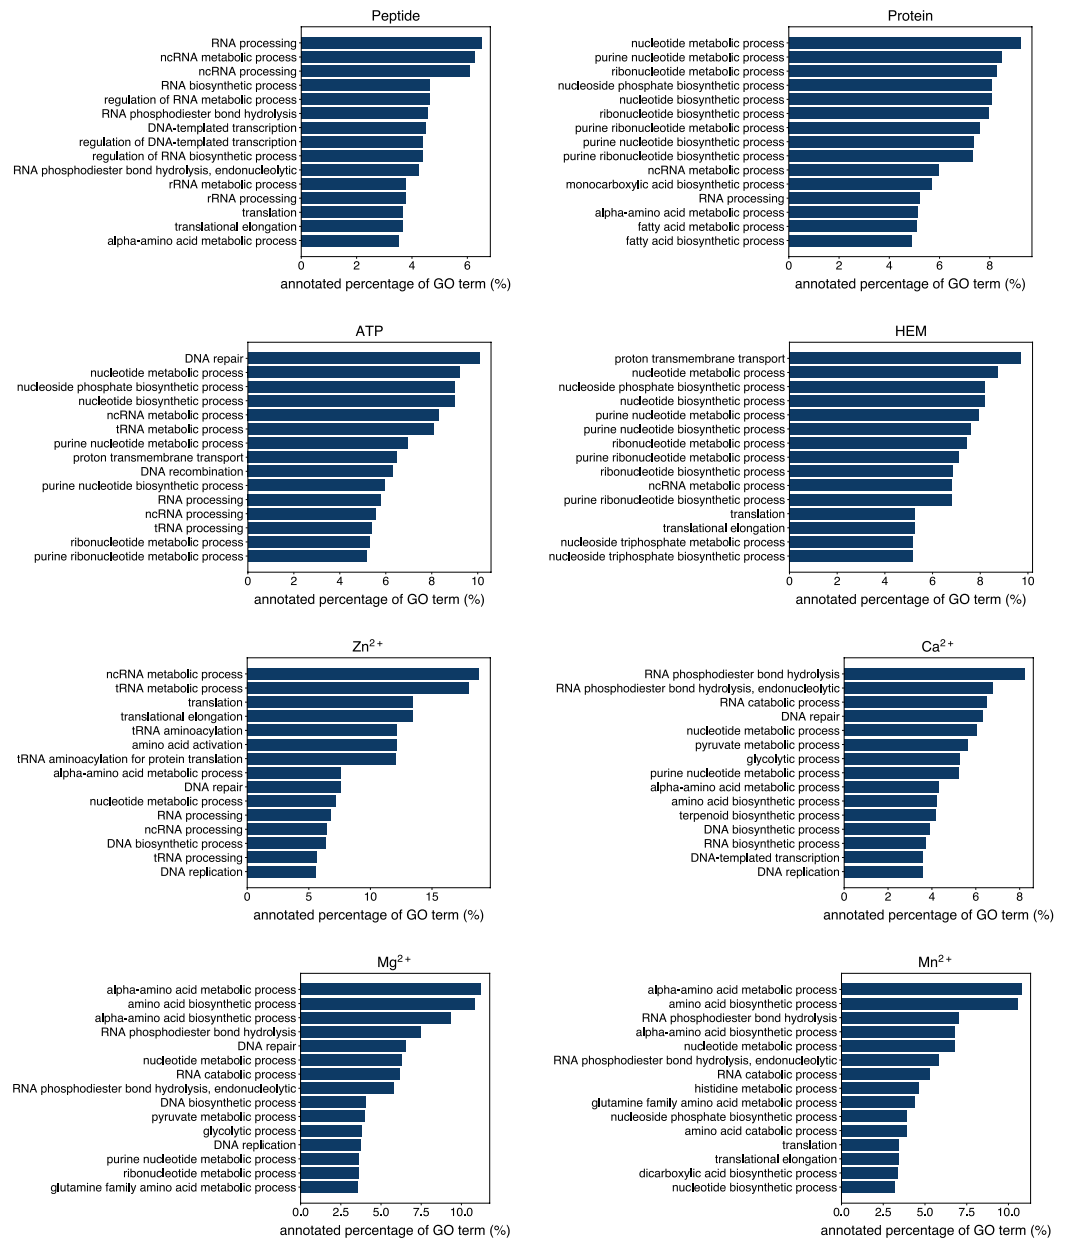 Peptide
RNA processing
ncRNA metabolic process
ncRNA processing
RNA biosynthetic process
regulation of RNA metabolic process
RNA phosphodiester bond hydrolysis
DNA-templated transcription
regulation of DNA-templated transcription
regulation of RNA biosynthetic process
RNA phosphodiester bond hydrolysis, endonucleolytic
rRNA metabolic process
rRNA processing
translation
translational elongation
alpha-amino acid metabolic process
0 2 4 6
annotated percentage of GO term (%)
Protein
nucleotide metabolic process
purine nucleotide metabolic process
ribonucleotide metabolic process
nucleoside phosphate biosynthetic process
nucleotide biosynthetic process
ribonucleotide biosynthetic process
purine ribonucleotide metabolic process
purine nucleotide biosynthetic process
purine ribonucleotide biosynthetic process
ncRNA metabolic process
monocarboxylic acid biosynthetic process
RNA processing
alpha-amino acid metabolic process
fatty acid metabolic process
fatty acid biosynthetic process
0 2 4 6 8
annotated percentage of GO term (%)
ATP
DNA repair
nucleotide metabolic process
nucleoside phosphate biosynthetic process
nucleotide biosynthetic process
ncRNA metabolic process
tRNA metabolic process
purine nucleotide metabolic process
proton transmembrane transport
DNA recombination
purine nucleotide biosynthetic process
RNA processing
ncRNA processing
tRNA processing
ribonucleotide metabolic process
purine ribonucleotide metabolic process
0 2 4 6 8 10
annotated percentage of GO term (%)
HEM
proton transmembrane transport
nucleotide metabolic process
nucleoside phosphate biosynthetic process
nucleotide biosynthetic process
purine nucleotide metabolic process
purine nucleotide biosynthetic process
ribonucleotide metabolic process
purine ribonucleotide metabolic process
ribonucleotide biosynthetic process
ncRNA metabolic process
purine ribonucleotide biosynthetic process
translation
translational elongation
nucleoside triphosphate metabolic process
nucleoside triphosphate biosynthetic process
0 2 4 6 8 10
annotated percentage of GO term (%)
Zn²⁺
ncRNA metabolic process
tRNA metabolic process
translation
translational elongation
tRNA aminoacylation
amino acid activation
tRNA aminoacylation for protein translation
alpha-amino acid metabolic process
DNA repair
nucleotide metabolic process
RNA processing
ncRNA processing
DNA biosynthetic process
tRNA processing
DNA replication
0 5 10 15
annotated percentage of GO term (%)
Ca²⁺
RNA phosphodiester bond hydrolysis
RNA phosphodiester bond hydrolysis, endonucleolytic
RNA catabolic process
DNA repair
nucleotide metabolic process
pyruvate metabolic process
glycolytic process
purine nucleotide metabolic process
alpha-amino acid metabolic process
amino acid biosynthetic process
terpenoid biosynthetic process
DNA biosynthetic process
RNA biosynthetic process
DNA-templated transcription
DNA replication
0 2 4 6 8
annotated percentage of GO term (%)
Mg²⁺
alpha-amino acid metabolic process
amino acid biosynthetic process
alpha-amino acid biosynthetic process
RNA phosphodiester bond hydrolysis
DNA repair
nucleotide metabolic process
RNA catabolic process
RNA phosphodiester bond hydrolysis, endonucleolytic
DNA biosynthetic process
pyruvate metabolic process
glycolytic process
DNA replication
purine nucleotide metabolic process
ribonucleotide metabolic process
glutamine family amino acid metabolic process
0.0 2.5 5.0 7.5 10.0
annotated percentage of GO term (%)
Mn²⁺
alpha-amino acid metabolic process
amino acid biosynthetic process
RNA phosphodiester bond hydrolysis
alpha-amino acid biosynthetic process
nucleotide metabolic process
RNA phosphodiester bond hydrolysis, endonucleolytic
RNA catabolic process
histidine metabolic process
glutamine family amino acid metabolic process
nucleoside phosphate biosynthetic process
amino acid catabolic process
translation
translational elongation
dicarboxylic acid biosynthetic process
nucleotide biosynthetic process
0.0 2.5 5.0 7.5 10.0
annotated percentage of GO term (%)